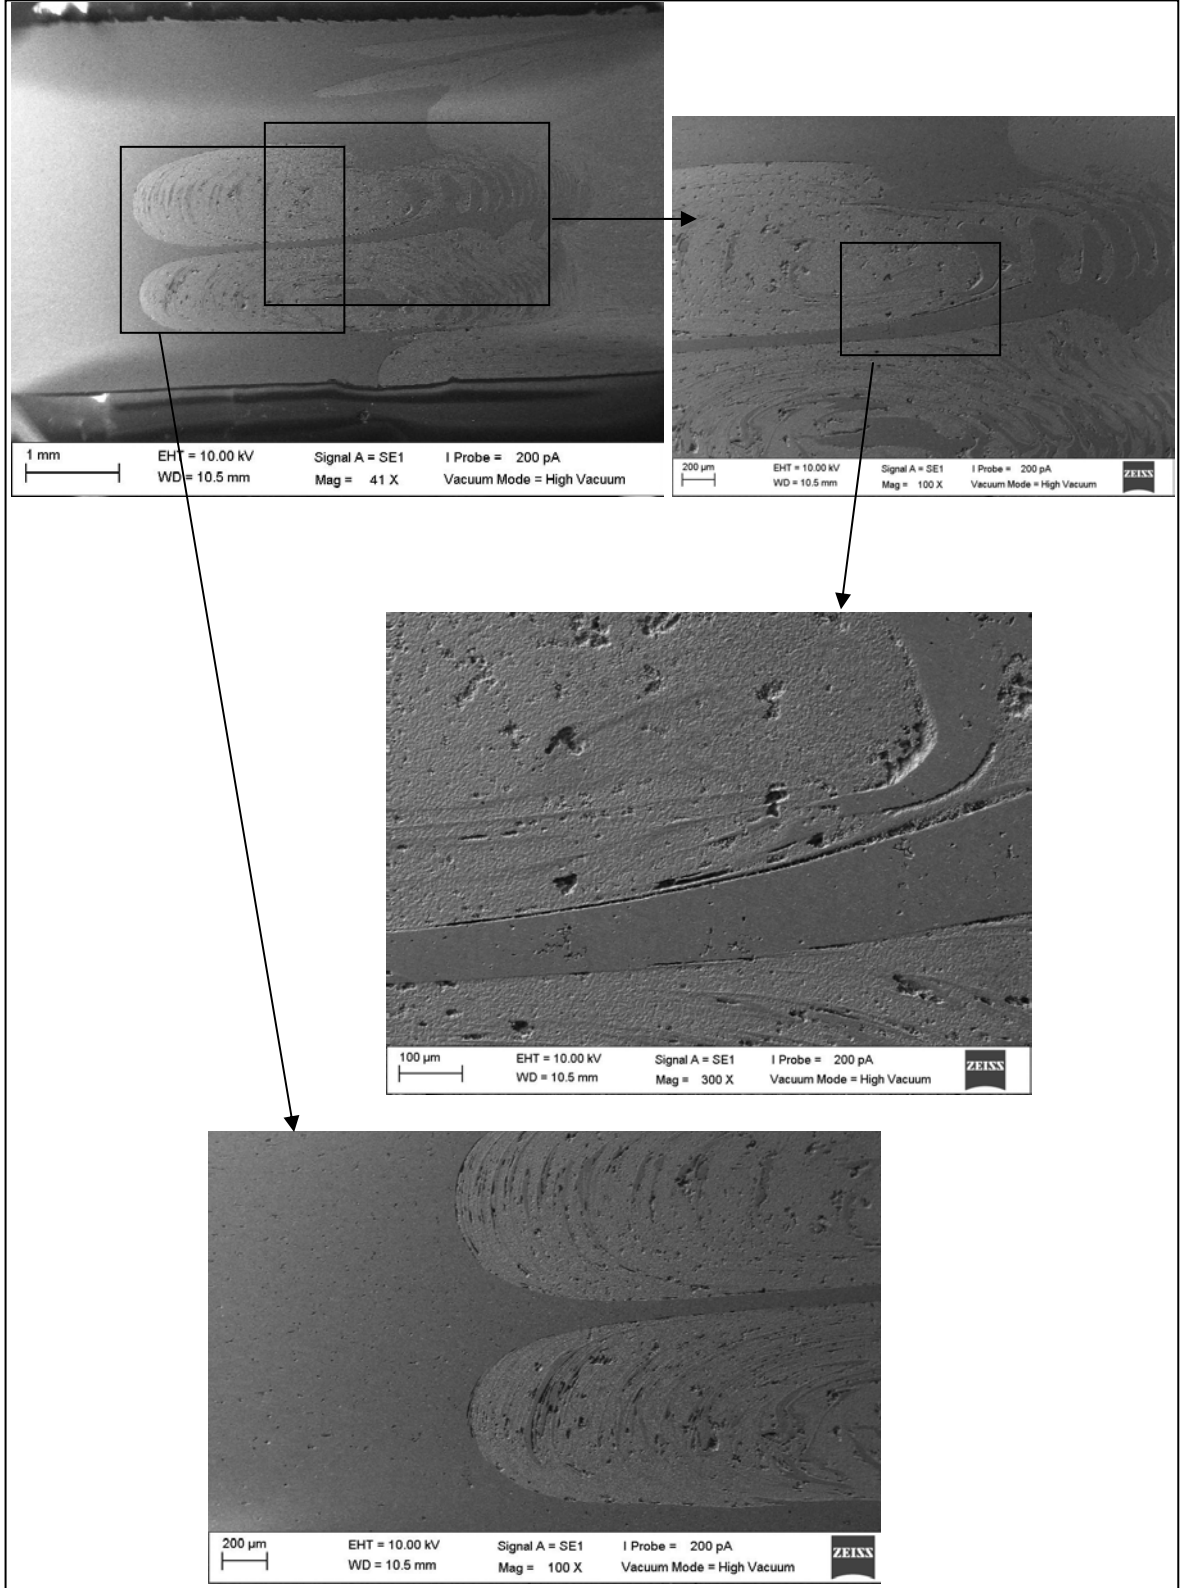 1 mm EHT = 10.00 kV Signal A = SE1 I Probe = 200 pA
WD = 10.5 mm Mag = 41 X Vacuum Mode = High Vacuum
200 µm EHT = 10.00 kV Signal A = SE1 I Probe = 200 pA
WD = 10.5 mm Mag = 100 X Vacuum Mode = High Vacuum
ZEISS
100 µm EHT = 10.00 kV Signal A = SE1 I Probe = 200 pA
WD = 10.5 mm Mag = 300 X Vacuum Mode = High Vacuum
ZEISS
200 µm EHT = 10.00 kV Signal A = SE1 I Probe = 200 pA
WD = 10.5 mm Mag = 100 X Vacuum Mode = High Vacuum
ZEISS